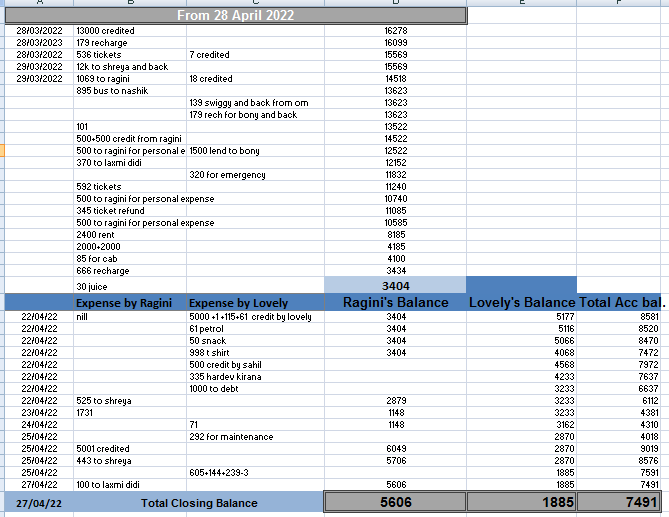 A B C D E F
From 28 April 2022
28/03/2022 13000 credited 16278
28/03/2023 179 recharge 16099
28/03/2022 536 tickets 7 credited 15569
29/03/2022 12k to shreya and back 15569
29/03/2022 1069 to ragini 18 credited 14518
895 bus to nashik 13623
139 swiggy and back from om 13623
179 rech for bony and back 13623
101 13522
500+500 credit from ragini 14522
500 to ragini for personal e 1500 lend to bony 12522
370 to laxmi didi 12152
320 for emergency 11832
592 tickets 11240
500 to ragini for personal expense 10740
345 ticket refund 11085
500 to ragini for personal expense 10585
2400 rent 8185
2000+2000 4185
85 for cab 4100
666 recharge 3434
30 juice 3404
Expense by Ragini Expense by Lovely Ragini's Balance Lovely's Balance Total Acc bal.
22/04/22 nill 5000 +1 +115+61 credit by lovely 3404 5177 8581
22/04/22 61 petrol 3404 5116 8520
22/04/22 50 snack 3404 5066 8470
22/04/22 998 t shirt 3404 4068 7472
22/04/22 500 credit by sahil 4568 7972
22/04/22 335 hardev kirana 4233 7637
22/04/22 1000 to debt 3233 6637
22/04/22 525 to shreya 2879 3233 6112
23/04/22 1731 1148 3233 4381
24/04/22 71 1148 3162 4310
25/04/22 292 for maintenance 2870 4018
25/04/22 5001 credited 6049 2870 9019
25/04/22 443 to shreya 5706 2870 8576
25/04/22 605+144+239-3 1885 7591
27/04/22 100 to laxmi didi 5606 1885 7491
27/04/22 Total Closing Balance 5606 1885 7491